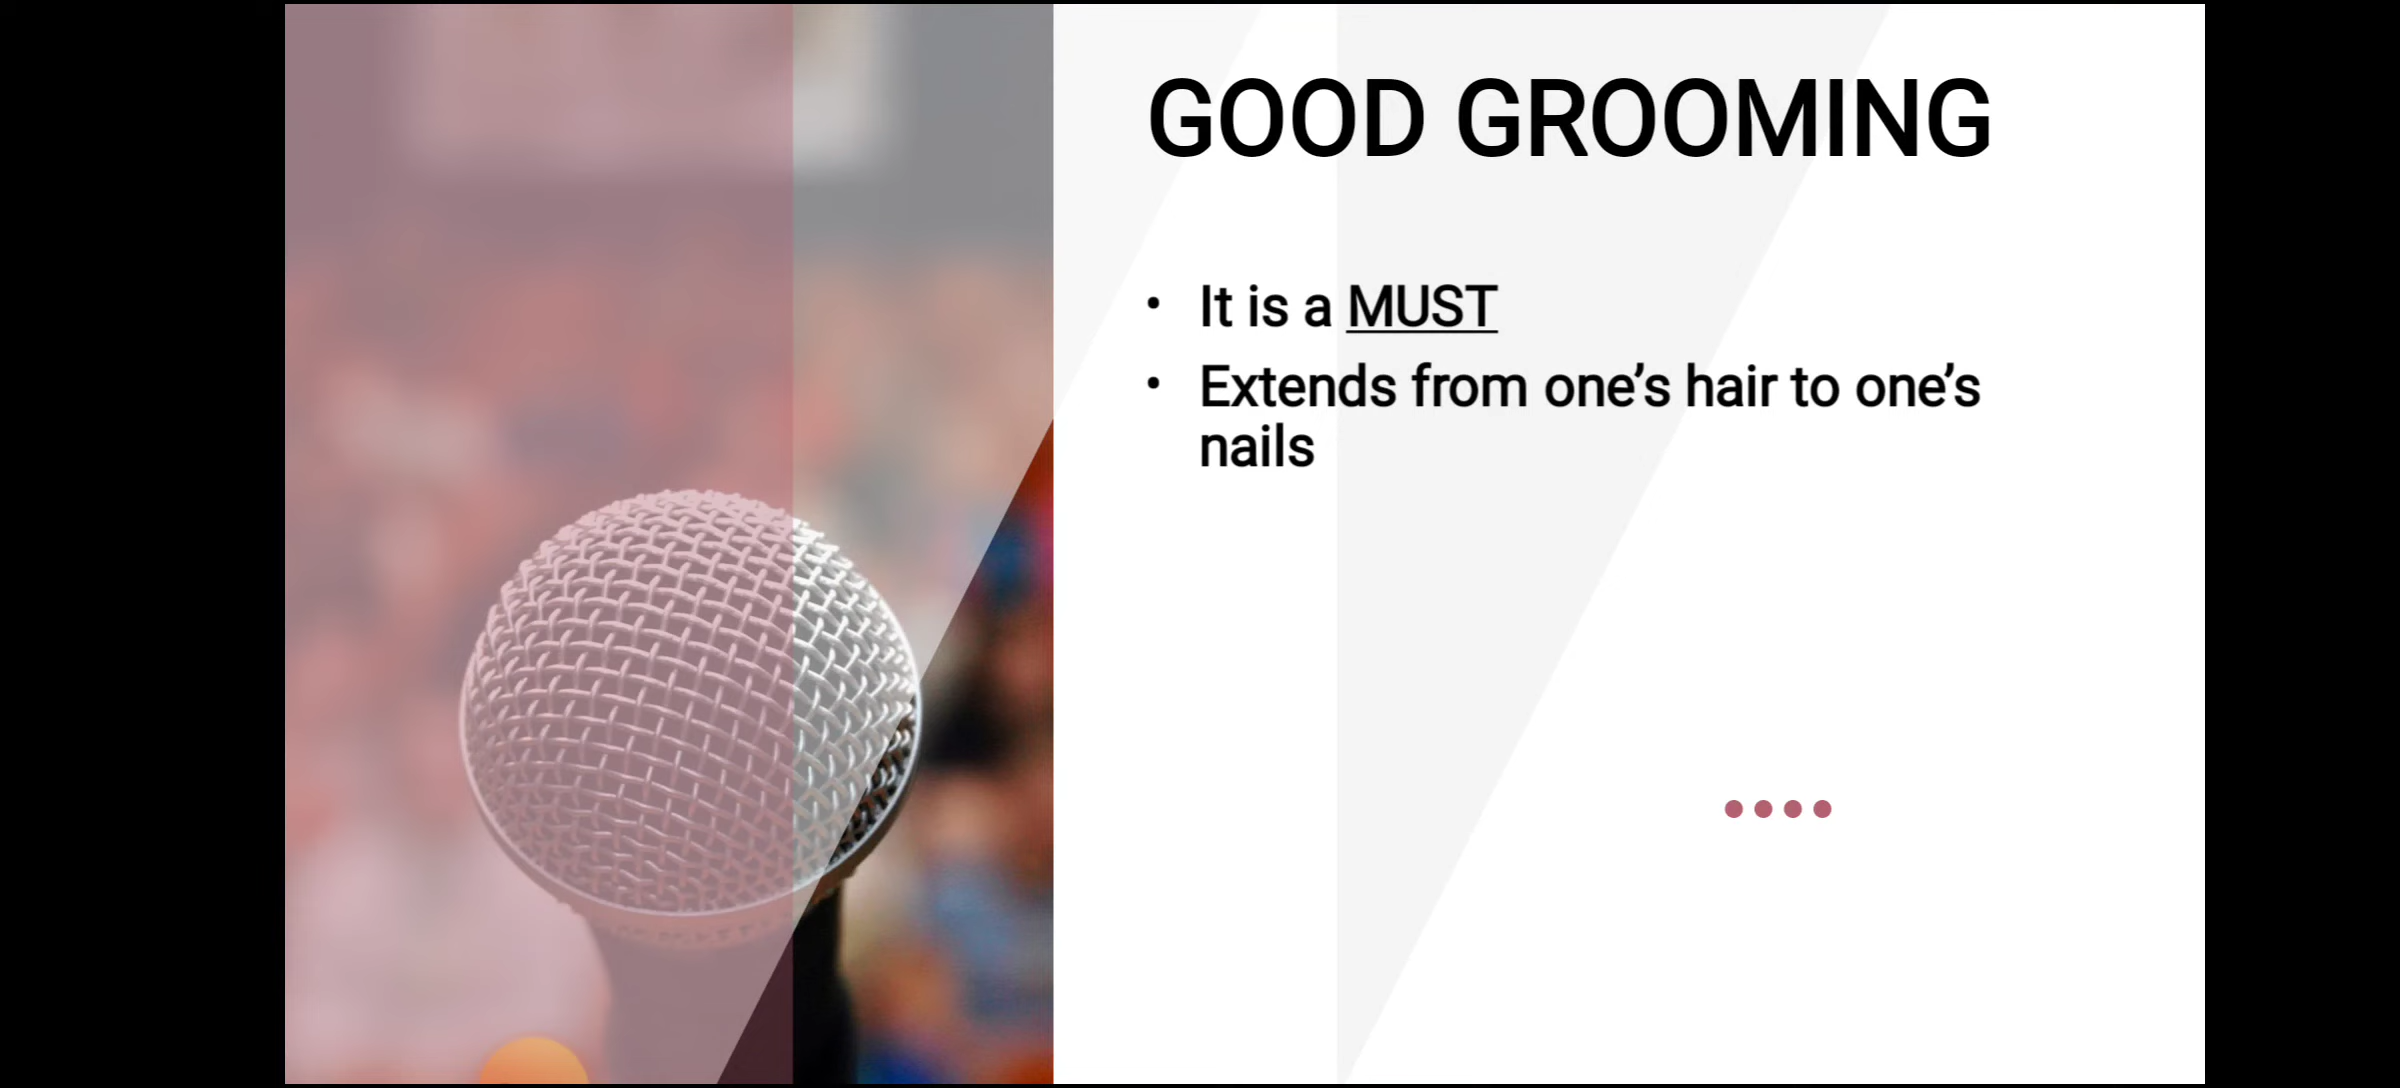 GOOD GROOMING
• It is a MUST
• Extends from one’s hair to one’s
nails